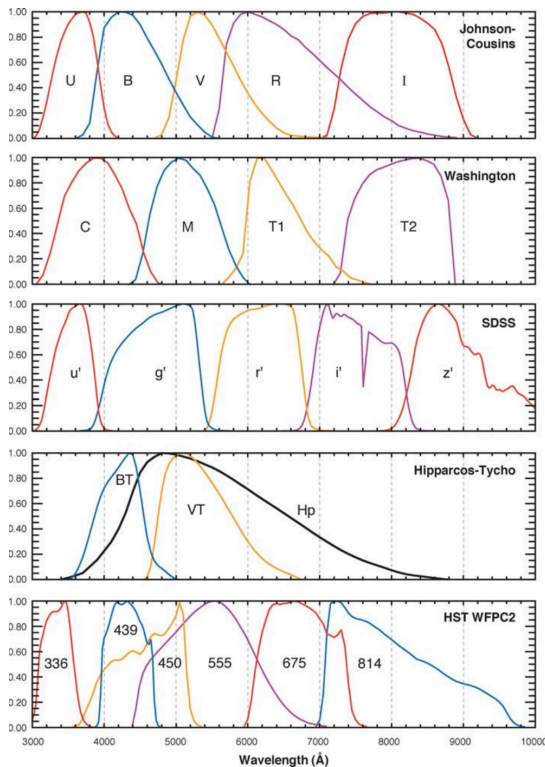 1.00
0.80
0.60
0.40
0.20
0.00
Johnson-
Cousins
U B V R I
1.00
0.80
0.60
0.40
0.20
0.00
Washington
C M T1 T2
1.00
0.80
0.60
0.40
0.20
0.00
SDSS
u' g' r' i' z'
1.00
0.80
0.60
0.40
0.20
0.00
Hipparcos-Tycho
BT VT Hp
1.00
0.80
0.60
0.40
0.20
0.00
HST WFPC2
336 439 450 555 675 814
3000 4000 5000 6000 7000 8000 9000 10000
Wavelength (Å)